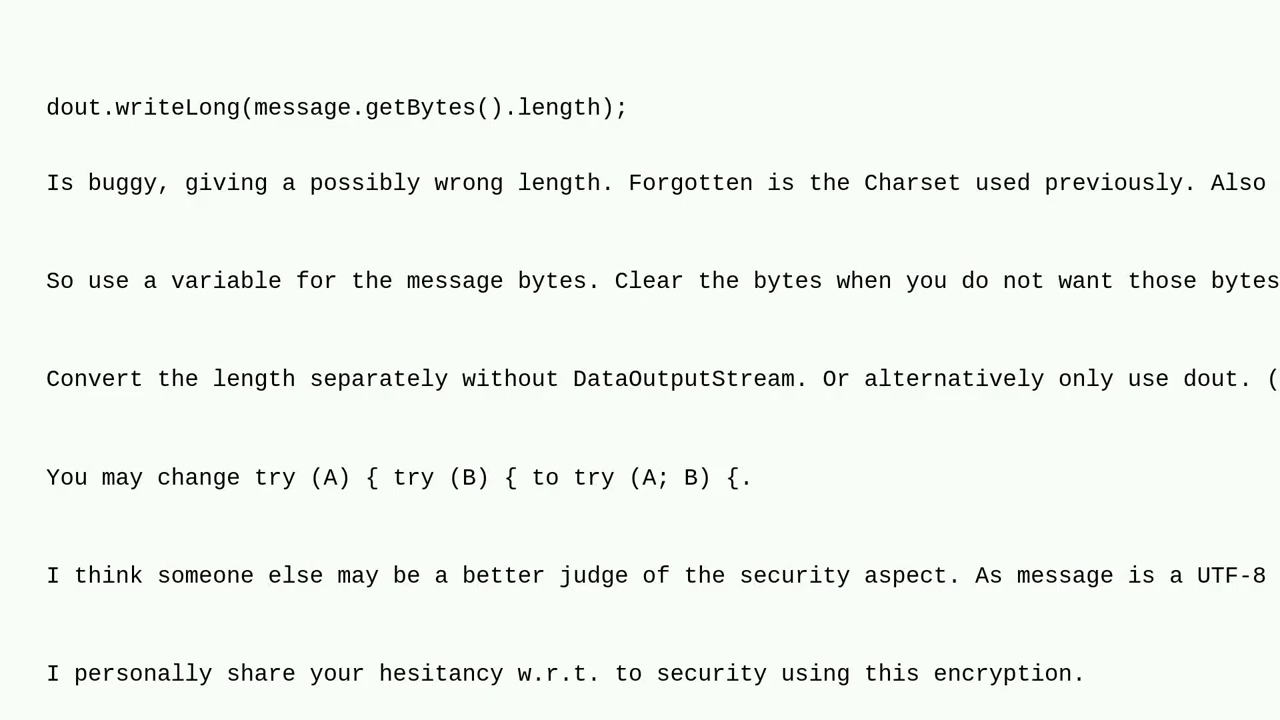 dout.writeLong(message.getBytes().length);
Is buggy, giving a possibly wrong length. Forgotten is the Charset used previously. Also
So use a variable for the message bytes. Clear the bytes when you do not want those bytes
Convert the length separately without DataOutputStream. Or alternatively only use dout. (
You may change try (A) { try (B) { to try (A; B) {.
I think someone else may be a better judge of the security aspect. As message is a UTF-8
I personally share your hesitancy w.r.t. to security using this encryption.